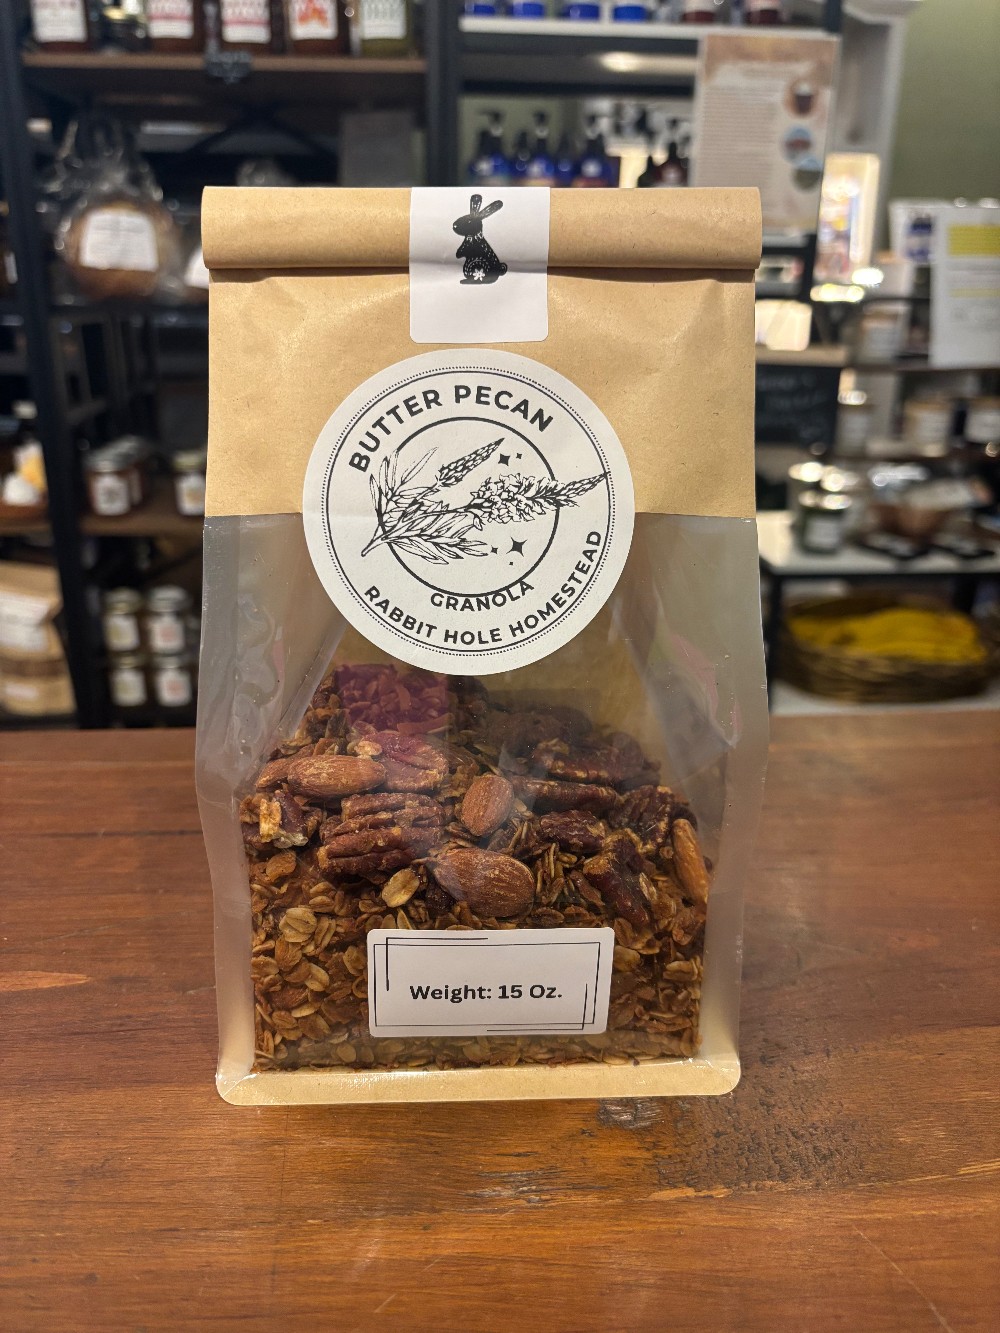 BUTTER PECAN
GRANOLA
RABBIT HOLE HOMESTEAD
Weight: 15 Oz.